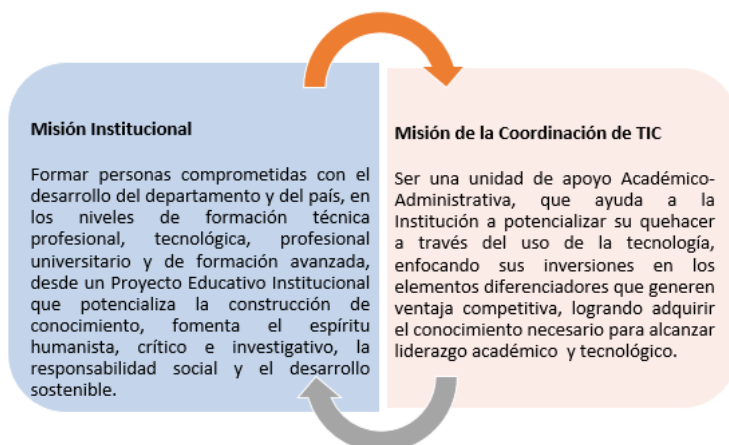 Misión Institucional
Formar personas comprometidas con el
desarrollo del departamento y del país, en
los niveles de formación técnica
profesional, tecnológica, profesional
universitario y de formación avanzada,
desde un Proyecto Educativo Institucional
que potencializa la construcción de
conocimiento, fomenta el espíritu
humanista, crítico e investigativo, la
responsabilidad social y el desarrollo
sostenible.
Misión de la Coordinación de TIC
Ser una unidad de apoyo Académico-
Administrativa, que ayuda a la
Institución a potencializar su quehacer
a través del uso de la tecnología,
enfocando sus inversiones en los
elementos diferenciadores que generen
ventaja competitiva, logrando adquirir
el conocimiento necesario para alcanzar
liderazgo académico y tecnológico.